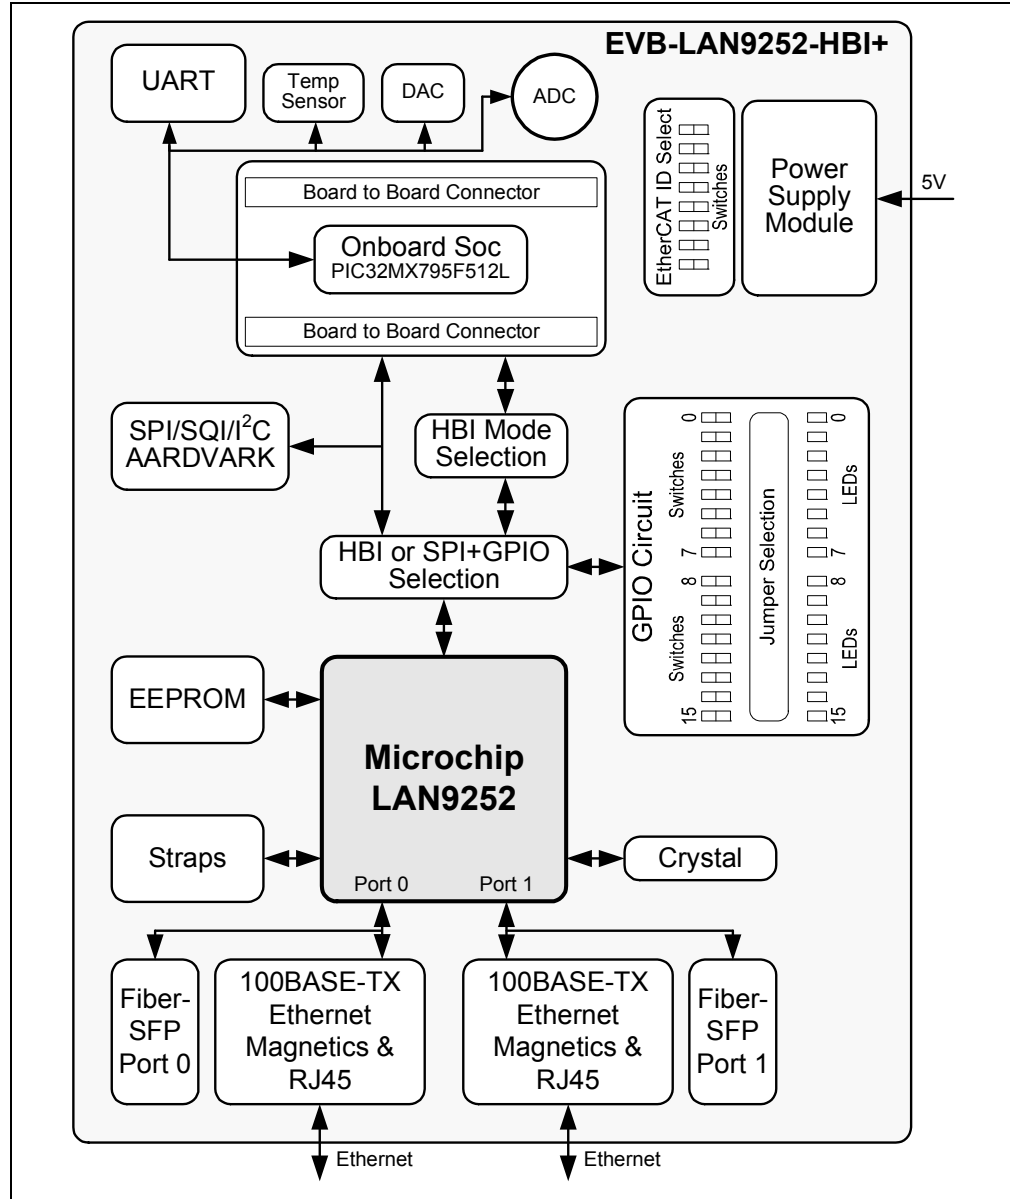 EVB-LAN9252-HBI+
UART
Temp
Sensor
DAC
ADC
EtherCAT ID Select
Switches
Power
Supply
Module
5V
Board to Board Connector
Onboard Soc
PIC32MX795F512L
Board to Board Connector
SPI/SQI/I²C
AARDVARK
HBI Mode
Selection
HBI or SPI+GPIO
Selection
GPIO Circuit
0
Switches
7
8
Switches
15
Jumper Selection
0
LEDs
7
8
LEDs
15
EEPROM
Microchip
LAN9252
Straps
Crystal
Port 0
Port 1
Fiber-
SFP
Port 0
100BASE-TX
Ethernet
Magnetics &
RJ45
100BASE-TX
Ethernet
Magnetics &
RJ45
Fiber-
SFP
Port 1
Ethernet
Ethernet